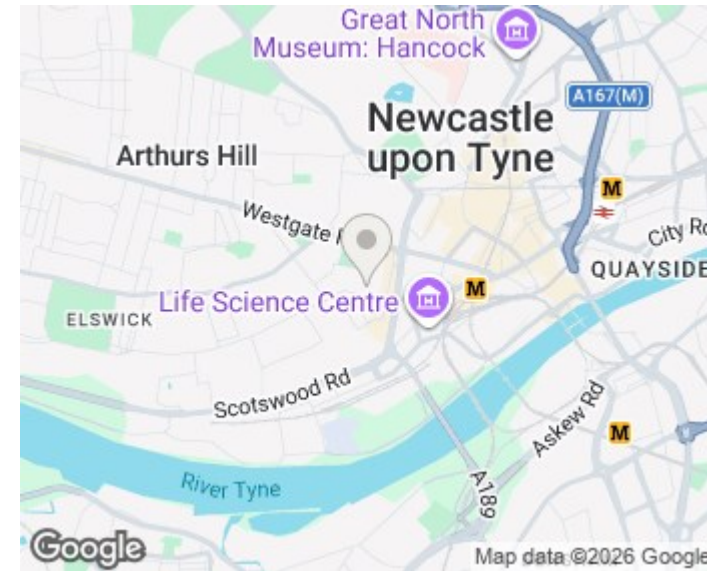 Great North
Museum: Hancock
A167(M)
Newcastle
upon Tyne
Arthurs Hill
M
Westgate
City
QUAYSIDE
Life Science Centre
M
ELSWICK
Scotswood Rd
Askew Rd
M
River Tyne
A189
Google
Map data ©2026 Google